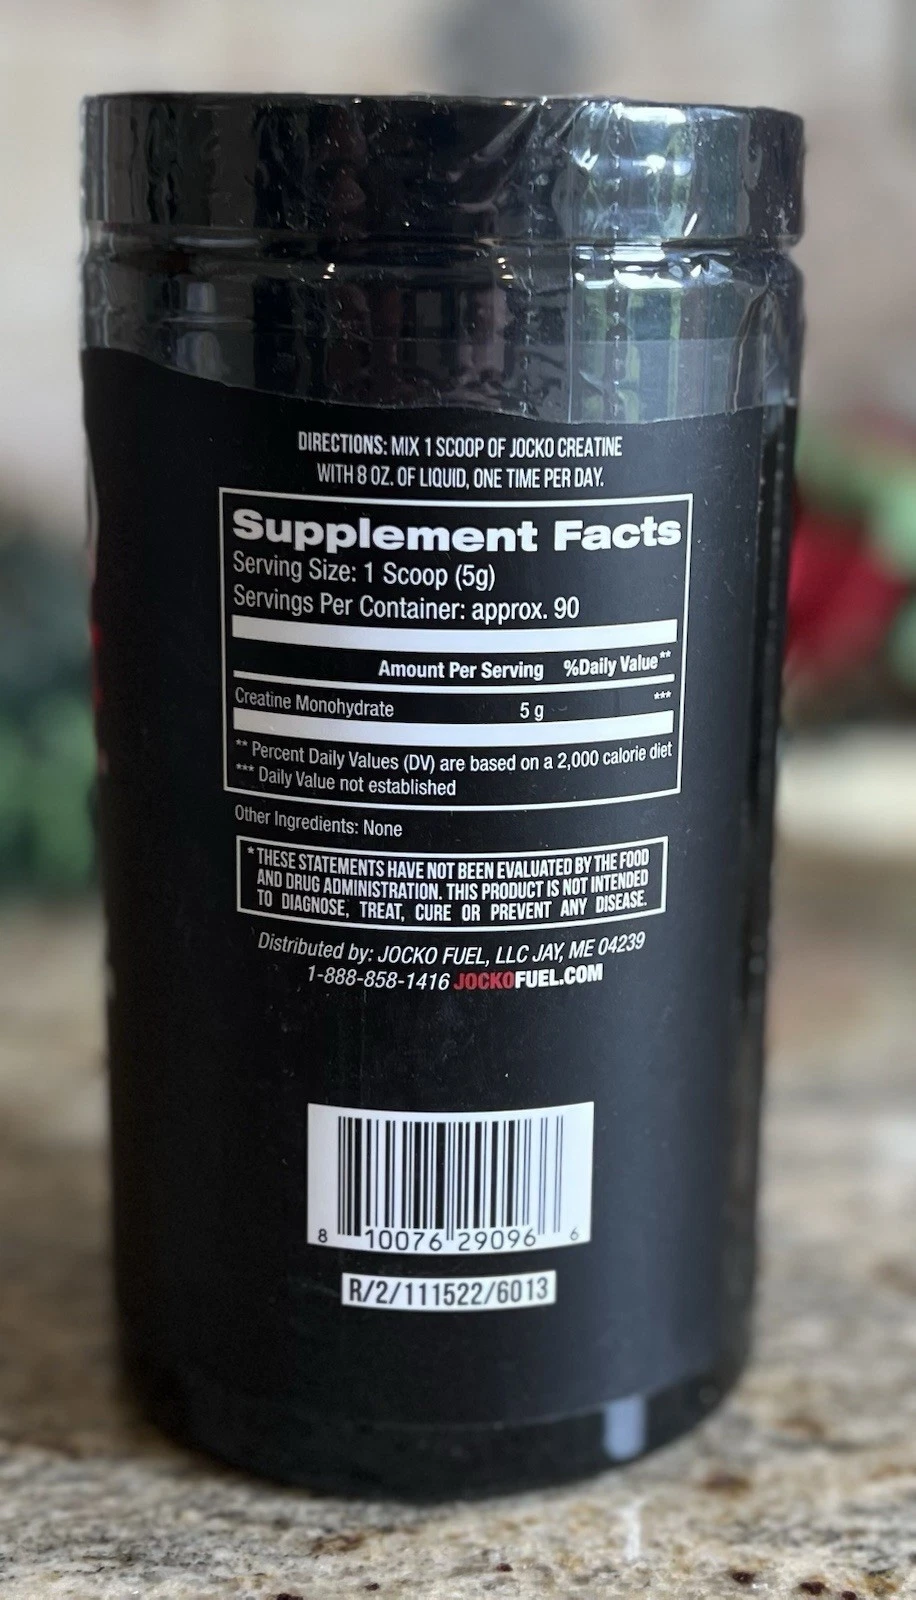 DIRECTIONS: MIX 1 SCOOP OF JOCKO CREATINE
WITH 8 OZ. OF LIQUID, ONE TIME PER DAY.
Supplement Facts
Serving Size: 1 Scoop (5g)
Servings Per Container: approx. 90
Amount Per Serving %Daily Value**
Creatine Monohydrate 5 g ***
** Percent Daily Values (DV) are based on a 2,000 calorie diet
*** Daily Value not established
Other Ingredients: None
* THESE STATEMENTS HAVE NOT BEEN EVALUATED BY THE FOOD
AND DRUG ADMINISTRATION. THIS PRODUCT IS NOT INTENDED
TO DIAGNOSE, TREAT, CURE OR PREVENT ANY DISEASE.
Distributed by: JOCKO FUEL, LLC JAY, ME 04239
1-888-858-1416 JOCKOFUEL.COM
8 10076 29096 6
R/2/111522/6013